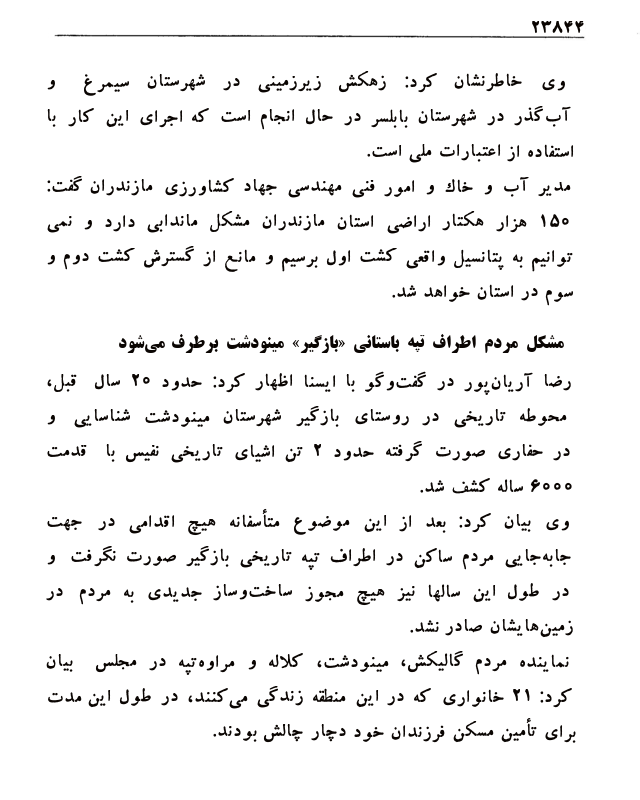 ۲۳۸۴۴
وی خاطرنشان کرد: زهکش زیرزمینی در شهرستان سیمرغ و
آب‌گذر در شهرستان بابلسر در حال انجام است که اجرای این کار با
استفاده از اعتبارات ملی است.
مدیر آب و خاك و امور فنی مهندسی جهاد کشاورزی مازندران گفت:
۱۵۰ هزار هکتار اراضی استان مازندران مشکل ماندابی دارد و نمی
توانیم به پتانسیل واقعی کشت اول برسیم و مانع از گسترش کشت دوم و
سوم در استان خواهد شد.
مشکل مردم اطراف تپه باستانی «بازگیر» مینودشت برطرف می‌شود
رضا آریان‌پور در گفت‌وگو با ایسنا اظهار کرد: حدود ۲۰ سال قبل،
محوطه تاریخی در روستای بازگیر شهرستان مینودشت شناسایی و
در حفاری صورت گرفته حدود ۲ تن اشیای تاریخی نفیس با قدمت
۶۰۰۰ ساله کشف شد.
وی بیان کرد: بعد از این موضوع متأسفانه هیچ اقدامی در جهت
جابه‌جایی مردم ساکن در اطراف تپه تاریخی بازگیر صورت نگرفت و
در طول این سالها نیز هیچ مجوز ساخت‌وساز جدیدی به مردم در
زمین‌هایشان صادر نشد.
نماینده مردم گالیکش، مینودشت، کلاله و مراوه‌تپه در مجلس بیان
کرد: ۲۱ خانواری که در این منطقه زندگی می‌کنند، در طول این مدت
برای تأمین مسکن فرزندان خود دچار چالش بودند.